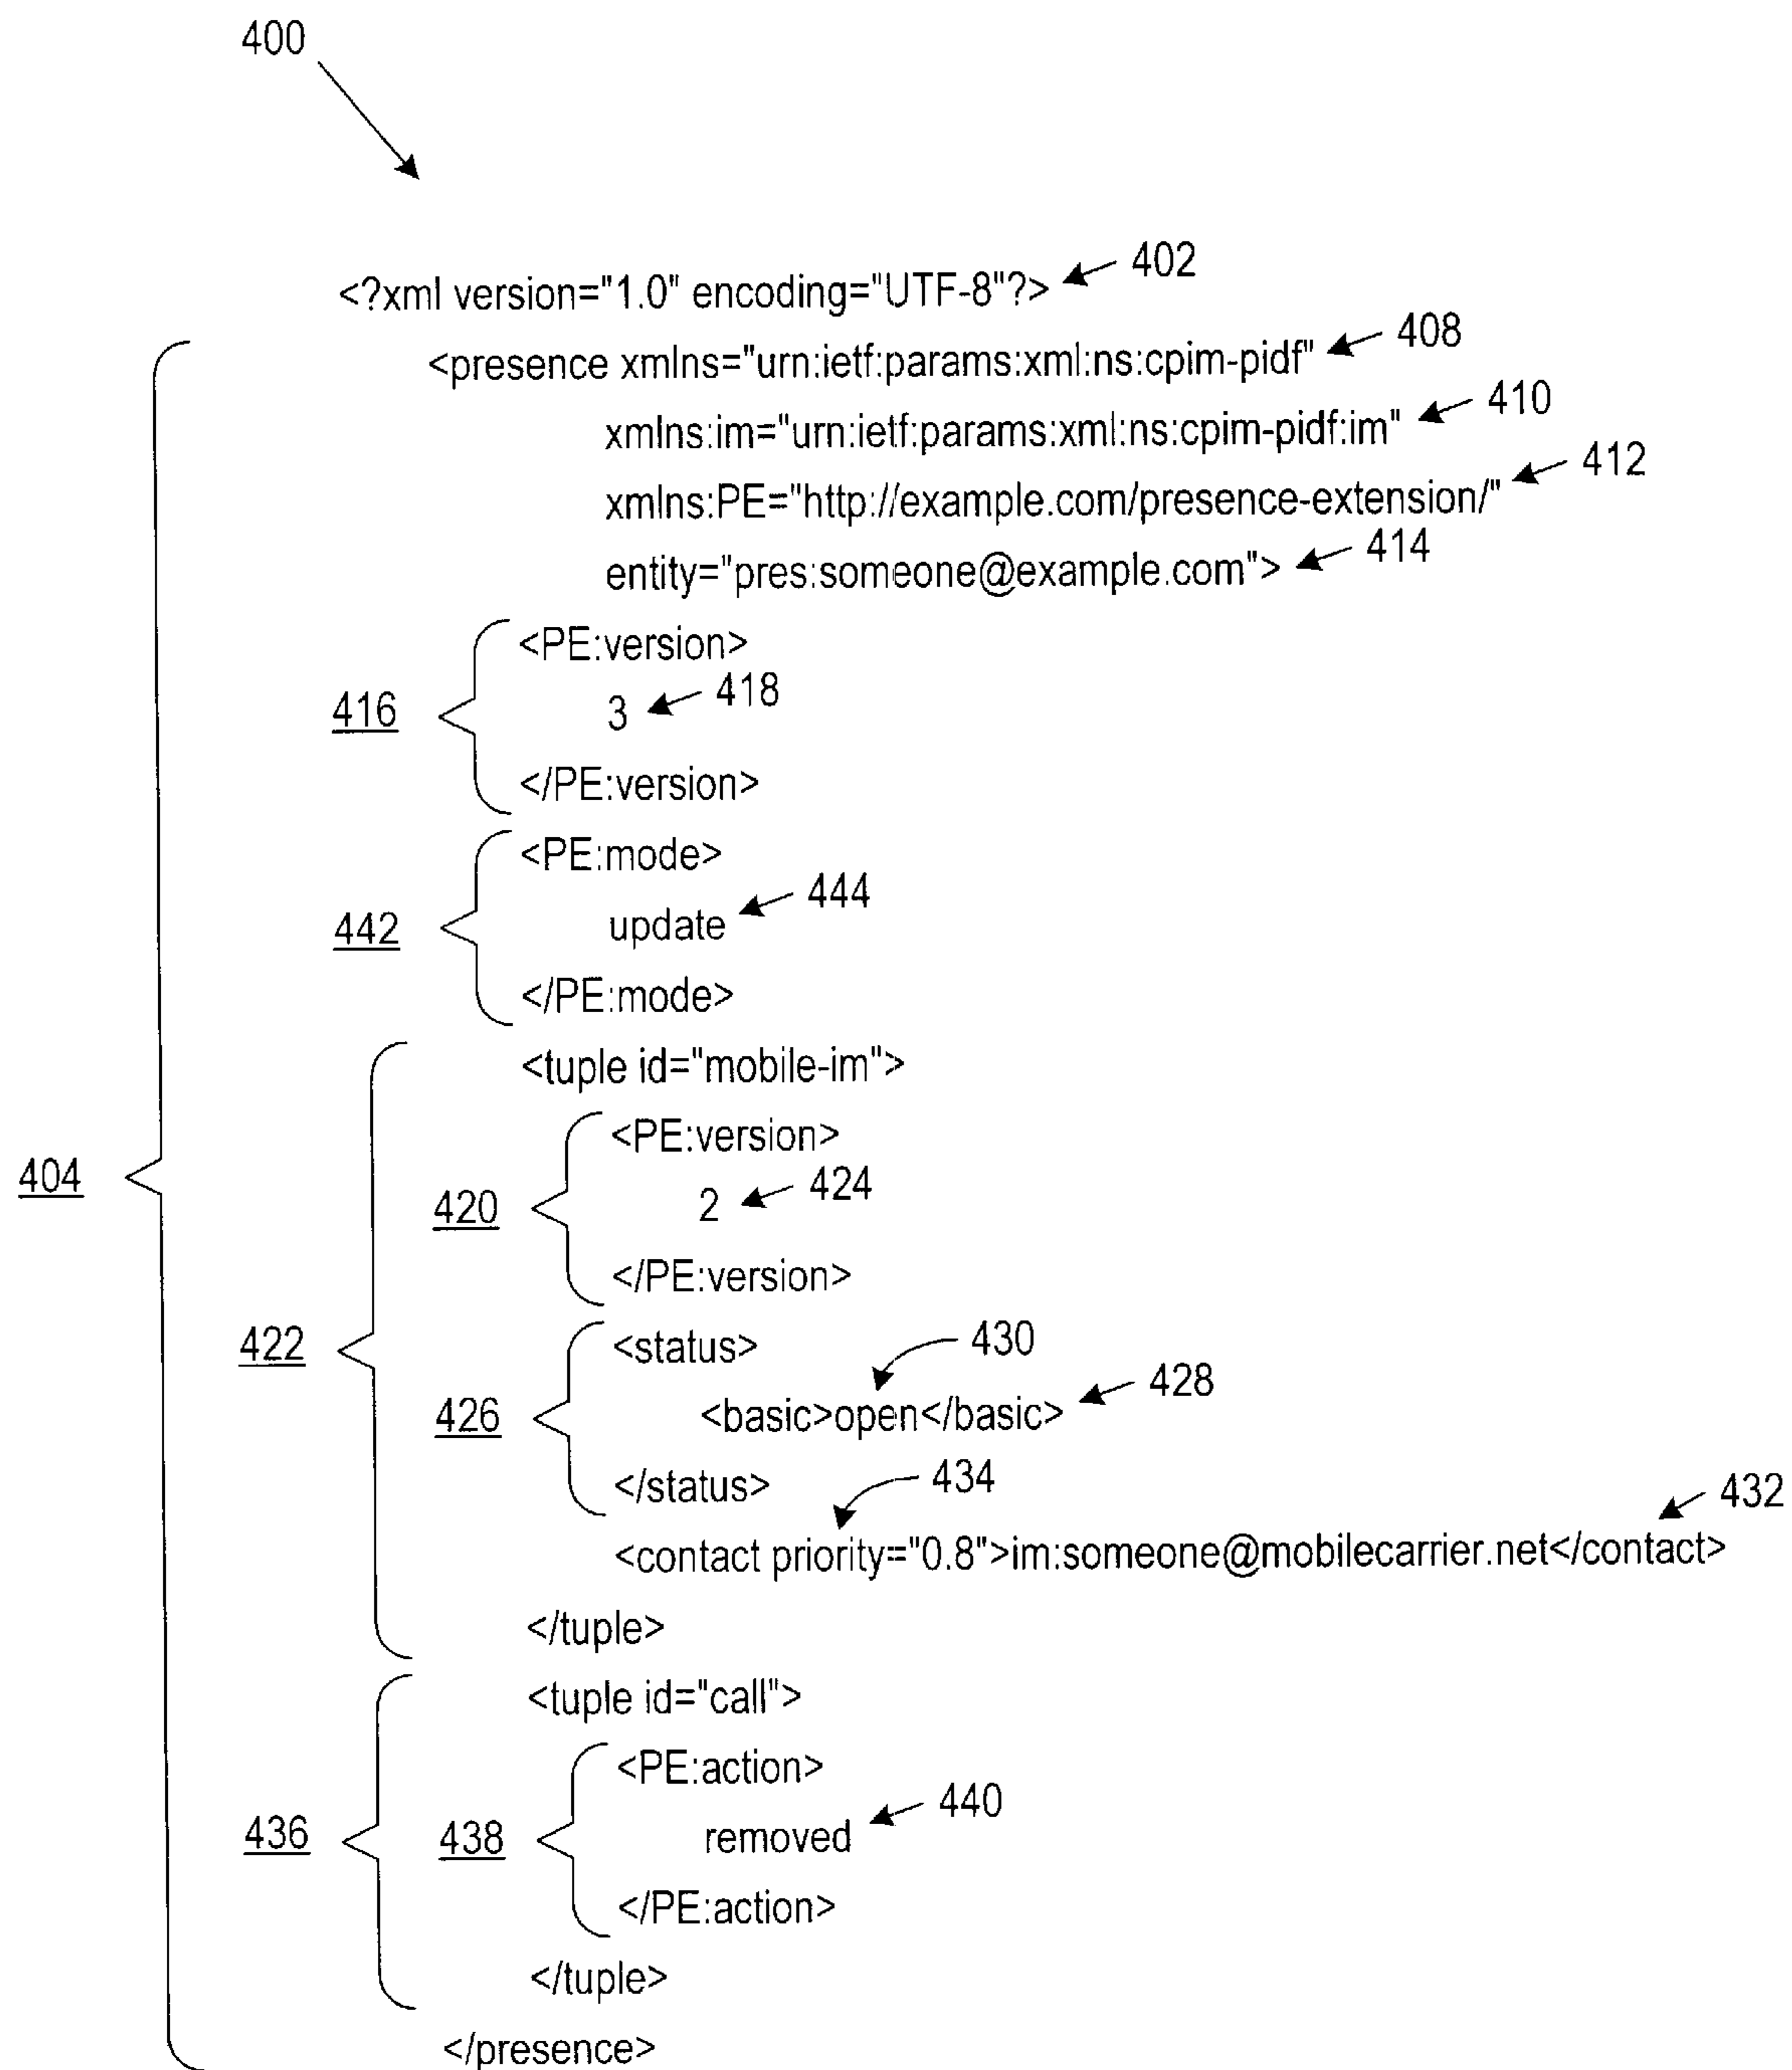 400
<?xml version="1.0" encoding="UTF-8"?> 402
<presence xmlns="urn:ietf:params:xml:ns:cpim-pidf" 408
xmlns:im="urn:ietf:params:xml:ns:cpim-pidf:im" 410
xmlns:PE="http://example.com/presence-extension/" 412
entity="pres:someone@example.com"> 414
<PE:version>
416 3 418
</PE:version>
<PE:mode>
442 update 444
</PE:mode>
<tuple id="mobile-im">
<PE:version>
404 420 2 424
</PE:version>
422 <status> 430
426 <basic>open</basic> 428
</status> 434
<contact priority="0.8">im:someone@mobilecarrier.net</contact> 432
</tuple>
<tuple id="call">
<PE:action>
436 438 removed 440
</PE:action>
</tuple>
</presence>